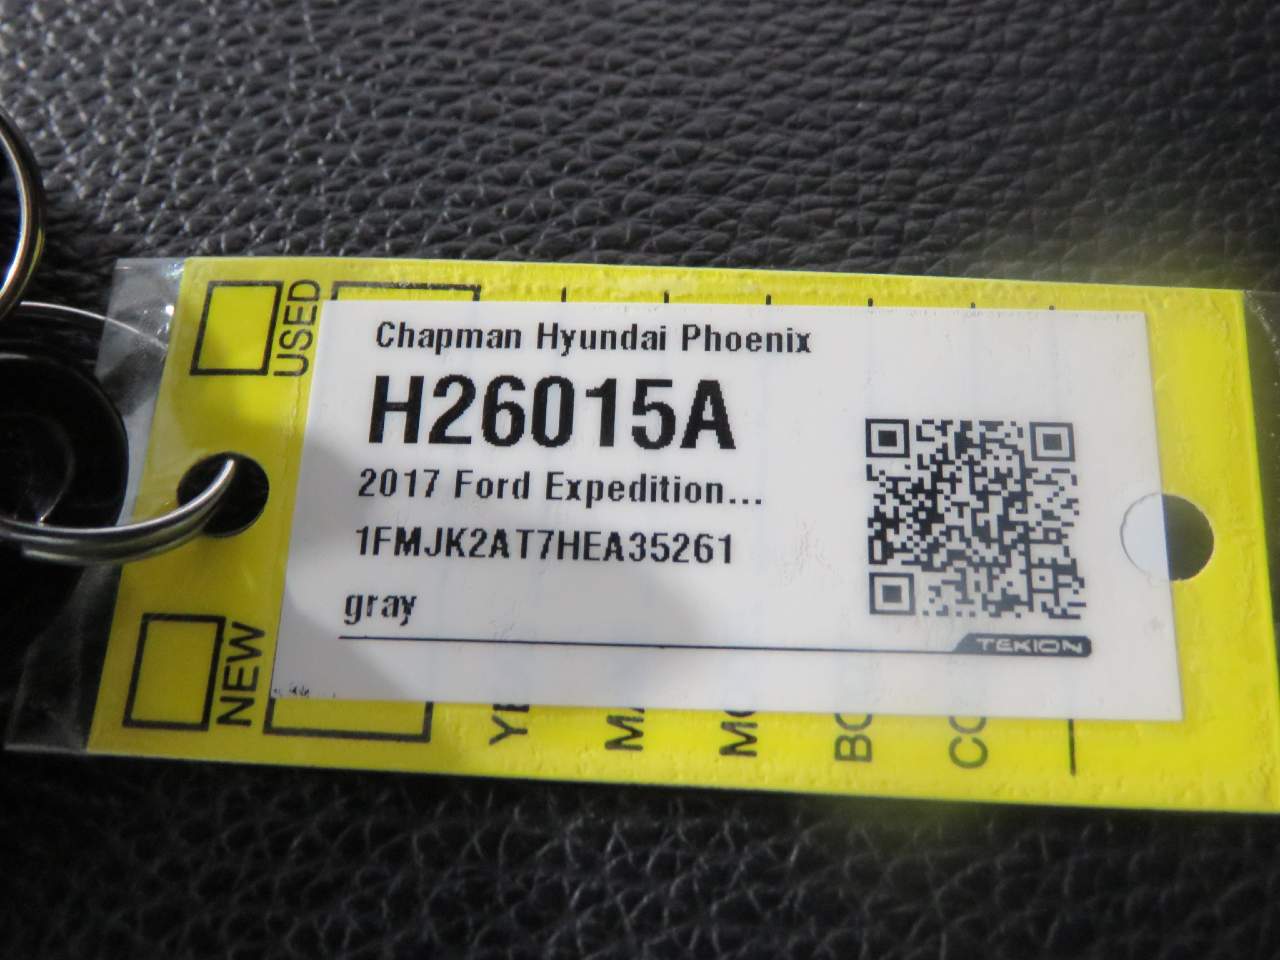 USED
Chapman Hyundai Phoenix
H26015A
2017 Ford Expedition...
1FMJK2AT7HEA35261
gray
TEKION
NEW